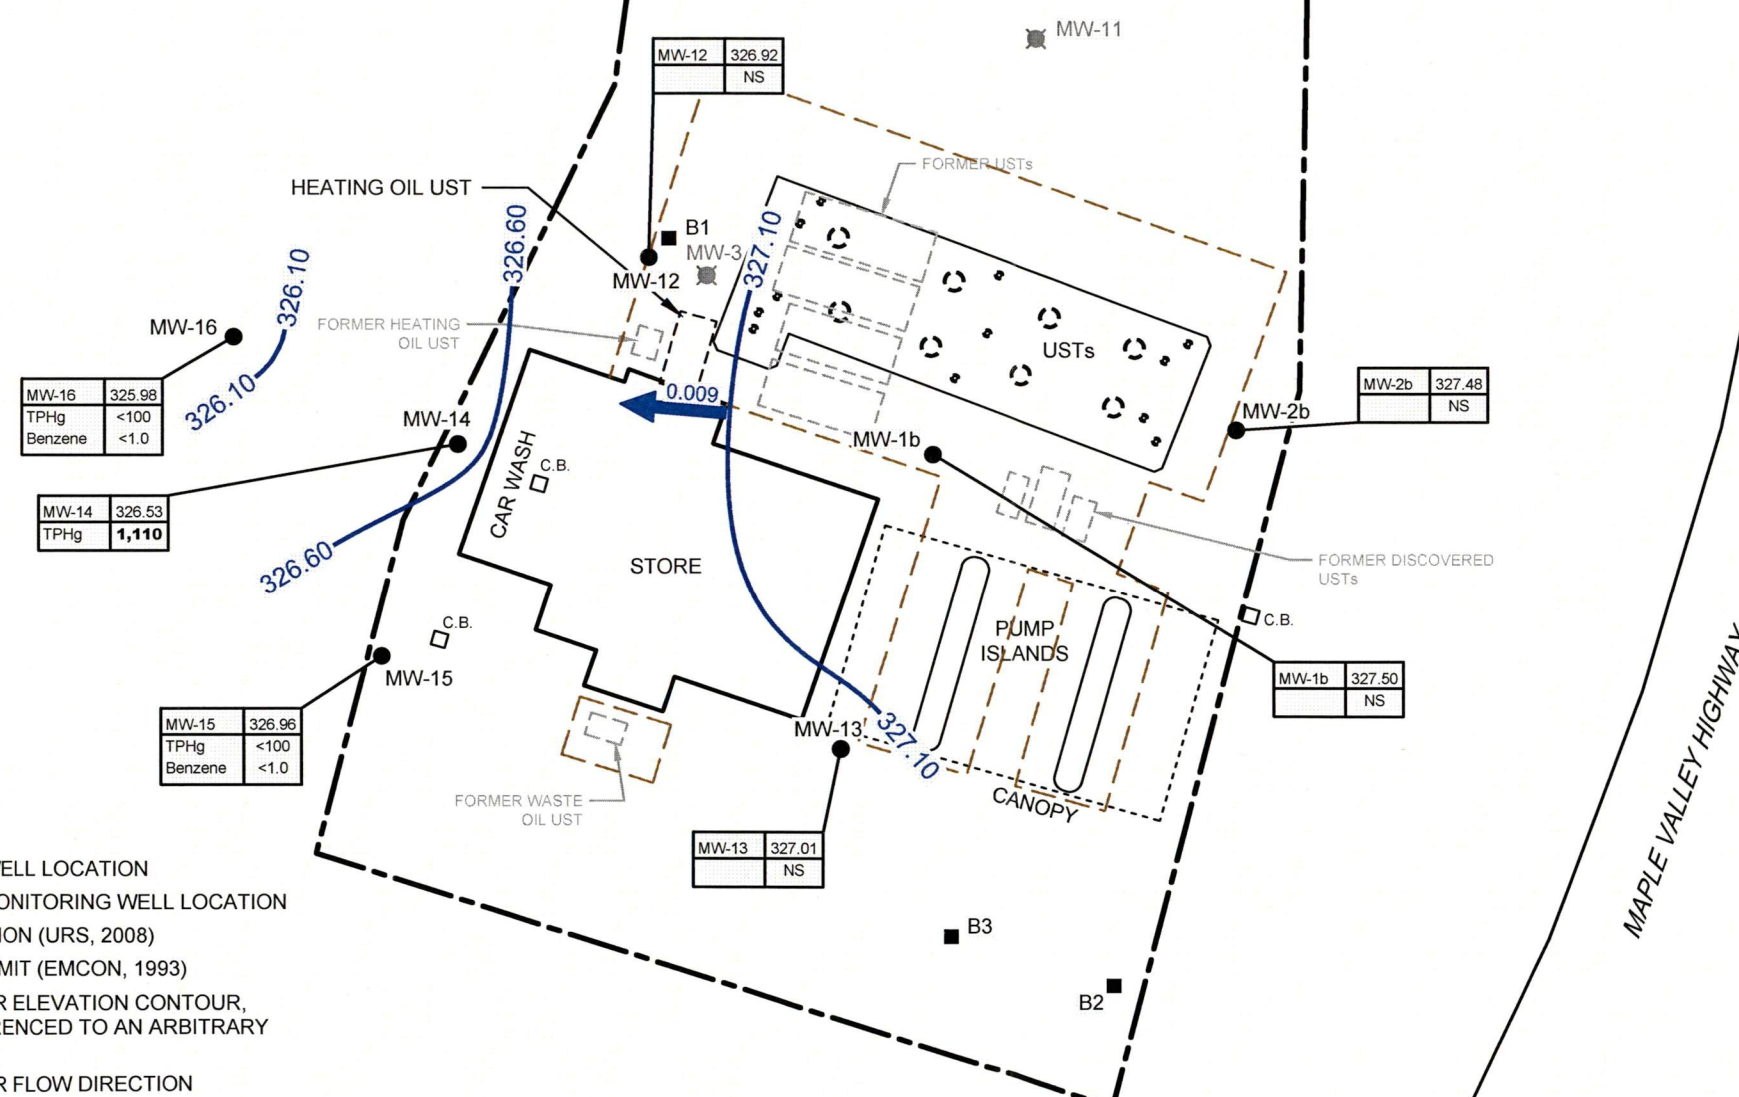 MW-11
MW-12 326.92
NS
FORMER USTs
HEATING OIL UST
326.60
327.10
B1
MW-3
MW-12
326.10
MW-16
FORMER HEATING
OIL UST
USTs
MW-16 325.98
TPHg <100
Benzene <1.0
326.10
0.009
MW-2b 327.48
NS
MW-2b
MW-14
MW-1b
CAR WASH
C.B.
MW-14 326.53
TPHg 1,110
326.60
STORE
FORMER DISCOVERED
USTs
C.B.
C.B.
PUMP
ISLANDS
MW-15
MW-1b 327.50
NS
MAPLE VALLEY HIGHWAY
MW-15 326.96
TPHg <100
Benzene <1.0
MW-13
327.10
FORMER WASTE
OIL UST
CANOPY
MW-13 327.01
NS
B3
B2
WELL LOCATION
ONITORING WELL LOCATION
ION (URS, 2008)
MIT (EMCON, 1993)
R ELEVATION CONTOUR,
RENCED TO AN ARBITRARY
R FLOW DIRECTION